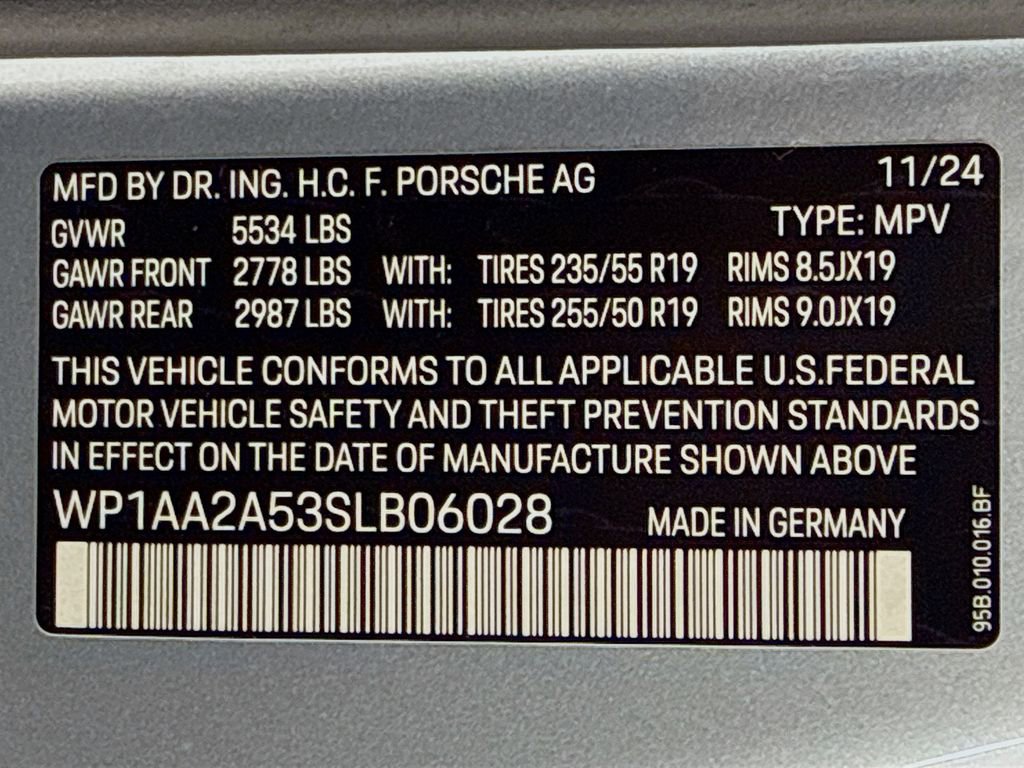 MFD BY DR. ING. H.C. F. PORSCHE AG 11/24
TYPE: MPV
GVWR 5534 LBS
GAWR FRONT 2778 LBS WITH: TIRES 235/55 R19 RIMS 8.5JX19
GAWR REAR 2987 LBS WITH: TIRES 255/50 R19 RIMS 9.0JX19
THIS VEHICLE CONFORMS TO ALL APPLICABLE U.S.FEDERAL
MOTOR VEHICLE SAFETY AND THEFT PREVENTION STANDARDS
IN EFFECT ON THE DATE OF MANUFACTURE SHOWN ABOVE
WP1AA2A53SLB06028 MADE IN GERMANY
95B.010.016.BF